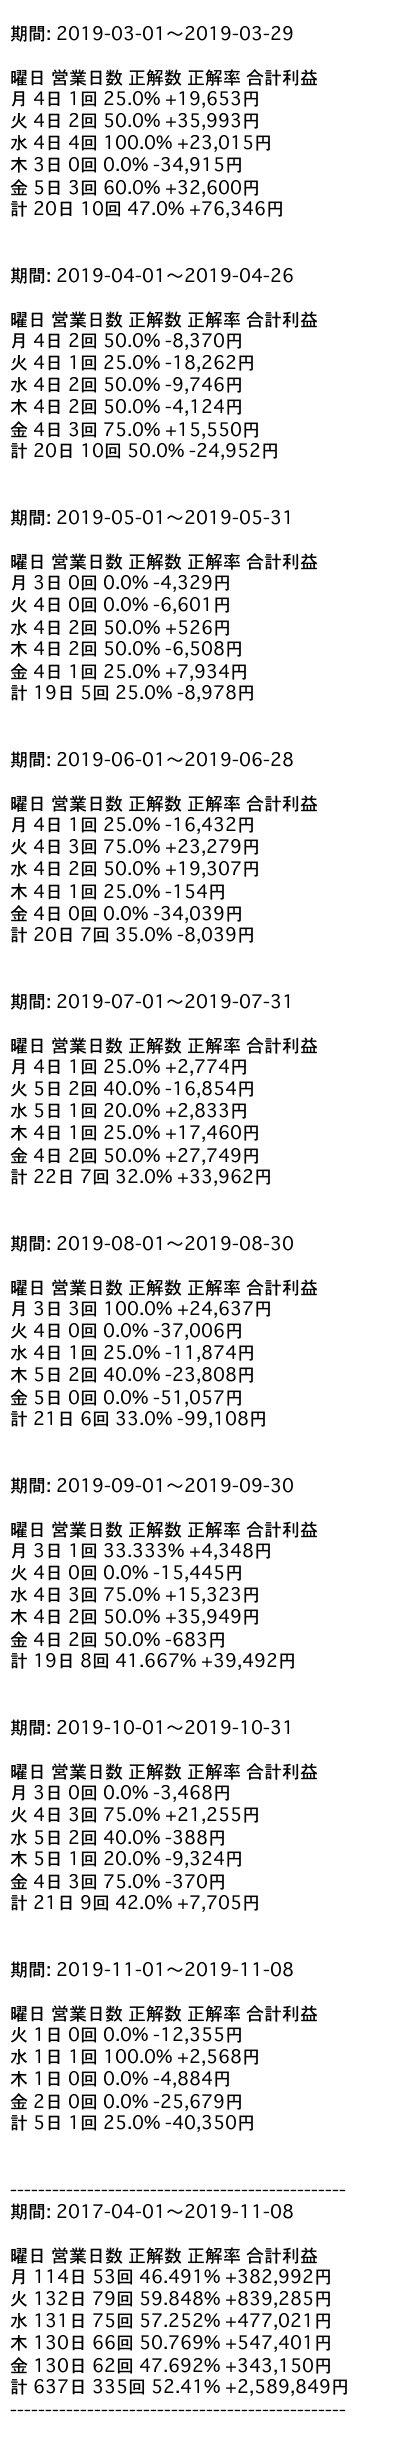 期間: 2019-03-01～2019-03-29
曜日 営業日数 正解数 正解率 合計利益
月 4日 1回 25.0% +19,653円
火 4日 2回 50.0% +35,993円
水 4日 4回 100.0% +23,015円
木 3日 0回 0.0% -34,915円
金 5日 3回 60.0% +32,600円
計 20日 10回 47.0% +76,346円
期間: 2019-04-01～2019-04-26
曜日 営業日数 正解数 正解率 合計利益
月 4日 2回 50.0% -8,370円
火 4日 1回 25.0% -18,262円
水 4日 2回 50.0% -9,746円
木 4日 2回 50.0% -4,124円
金 4日 3回 75.0% +15,550円
計 20日 10回 50.0% -24,952円
期間: 2019-05-01～2019-05-31
曜日 営業日数 正解数 正解率 合計利益
月 3日 0回 0.0% -4,329円
火 4日 0回 0.0% -6,601円
水 4日 2回 50.0% +526円
木 4日 2回 50.0% -6,508円
金 4日 1回 25.0% +7,934円
計 19日 5回 25.0% -8,978円
期間: 2019-06-01～2019-06-28
曜日 営業日数 正解数 正解率 合計利益
月 4日 1回 25.0% -16,432円
火 4日 3回 75.0% +23,279円
水 4日 2回 50.0% +19,307円
木 4日 1回 25.0% -154円
金 4日 0回 0.0% -34,039円
計 20日 7回 35.0% -8,039円
期間: 2019-07-01～2019-07-31
曜日 営業日数 正解数 正解率 合計利益
月 4日 1回 25.0% +2,774円
火 5日 2回 40.0% -16,854円
水 5日 1回 20.0% +2,833円
木 4日 1回 25.0% +17,460円
金 4日 2回 50.0% +27,749円
計 22日 7回 32.0% +33,962円
期間: 2019-08-01～2019-08-30
曜日 営業日数 正解数 正解率 合計利益
月 3日 3回 100.0% +24,637円
火 4日 0回 0.0% -37,006円
水 4日 1回 25.0% -11,874円
木 5日 2回 40.0% -23,808円
金 5日 0回 0.0% -51,057円
計 21日 6回 33.0% -99,108円
期間: 2019-09-01～2019-09-30
曜日 営業日数 正解数 正解率 合計利益
月 3日 1回 33.333% +4,348円
火 4日 0回 0.0% -15,445円
水 4日 3回 75.0% +15,323円
木 4日 2回 50.0% +35,949円
金 4日 2回 50.0% -683円
計 19日 8回 41.667% +39,492円
期間: 2019-10-01～2019-10-31
曜日 営業日数 正解数 正解率 合計利益
月 3日 0回 0.0% -3,468円
火 4日 3回 75.0% +21,255円
水 5日 2回 40.0% -388円
木 5日 1回 20.0% -9,324円
金 4日 3回 75.0% -370円
計 21日 9回 42.0% +7,705円
期間: 2019-11-01～2019-11-08
曜日 営業日数 正解数 正解率 合計利益
火 1日 0回 0.0% -12,355円
水 1日 1回 100.0% +2,568円
木 1日 0回 0.0% -4,884円
金 2日 0回 0.0% -25,679円
計 5日 1回 25.0% -40,350円
------------------------------------------------
期間: 2017-04-01～2019-11-08
曜日 営業日数 正解数 正解率 合計利益
月 114日 53回 46.491% +382,992円
火 132日 79回 59.848% +839,285円
水 131日 75回 57.252% +477,021円
木 130日 66回 50.769% +547,401円
金 130日 62回 47.692% +343,150円
計 637日 335回 52.41% +2,589,849円
------------------------------------------------